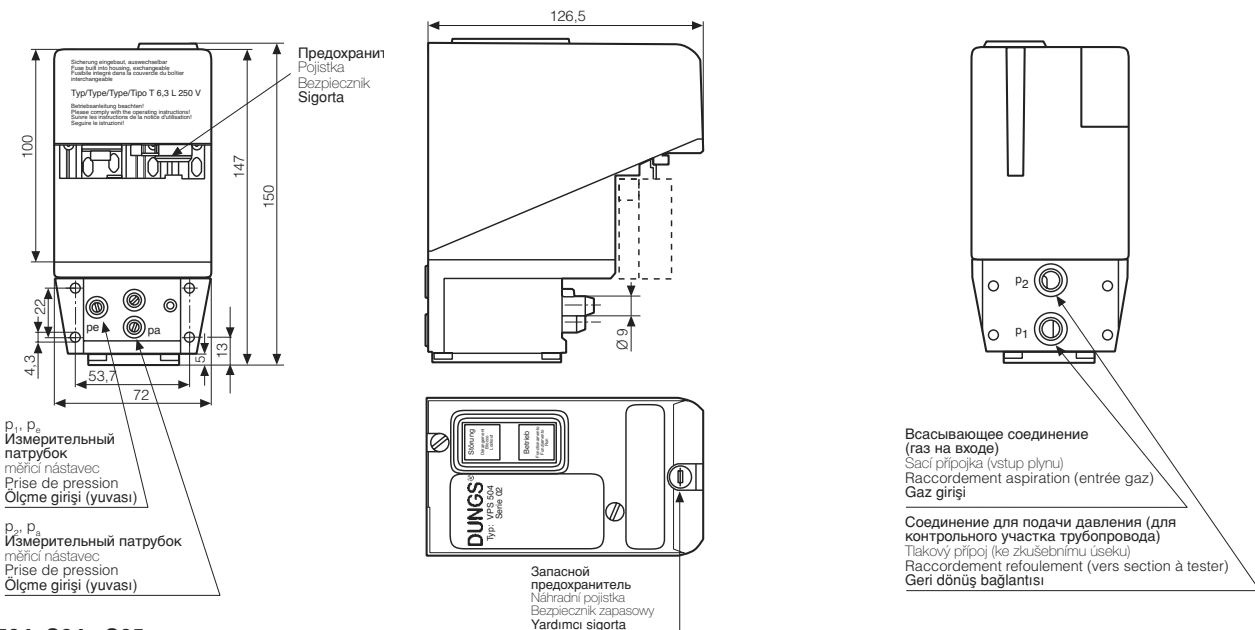 126,5
Предохранит
Pojistka
Bezpiecznik
Sigorta
Sicherung eingebaut, auswechselbar
Fuse built into housing, exchangeable
Fusible integré dans la couvercle du boîtier
interchangeable
Typ/Type/Type/Tipo T 6,3 L 250 V
Betriebsanleitung beachten!
Please comply with the operating instructions!
Suivre les instructions de la notice d'utilisation!
Seguire le istruzioni!
100
147
150
22
pe
pa
4,3
5
13
53,7
72
Ø 9
p2
p1
p1, pe
Измерительный
патрубок
měřicí nástavec
Prise de pression
Ölçme girişi (yuvası)
p2, pa
Измерительный патрубок
měřicí nástavec
Prise de pression
Ölçme girişi (yuvası)
Störung
Betrieb
DUNGS®
Typ: VPS 504
Serie 02
Запасной
предохранитель
Náhradní pojistka
Bezpiecznik zapasowy
Yardımcı sigorta
Всасывающее соединение
(газ на входе)
Sací přípojka (vstup plynu)
Raccordement aspiration (entrée gaz)
Gaz girişi
Соединение для подачи давления (для
контрольного участка трубопровода)
Tlakový přípoj (ke zkušebnímu úseku)
Raccordement refoulement (vers section à tester)
Geri dönüş bağlantısı